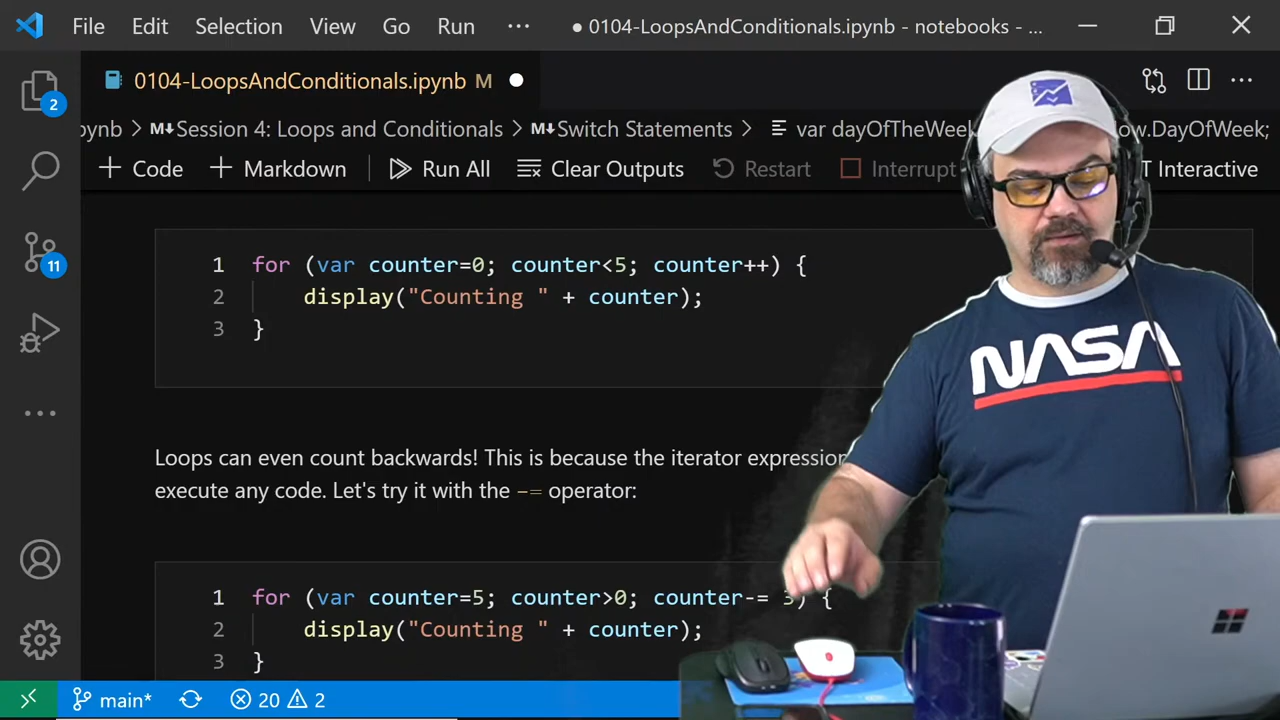 File Edit Selection View Go Run ··· ● 0104-LoopsAndConditionals.ipynb - notebooks - ...
2 0104-LoopsAndConditionals.ipynb M
pynb > M↓Session 4: Loops and Conditionals > M↓Switch Statements > var dayOfTheWeek ow.DayOfWeek;
+ Code + Markdown Run All Clear Outputs Restart Interrupt T Interactive
11
1 for (var counter=0; counter<5; counter++) {
2 display("Counting " + counter);
3 }
Loops can even count backwards! This is because the iterator expression
execute any code. Let's try it with the -= operator:
1 for (var counter=5; counter>0; counter-= 3) {
2 display("Counting " + counter);
3 }
NASA
main* 20 2